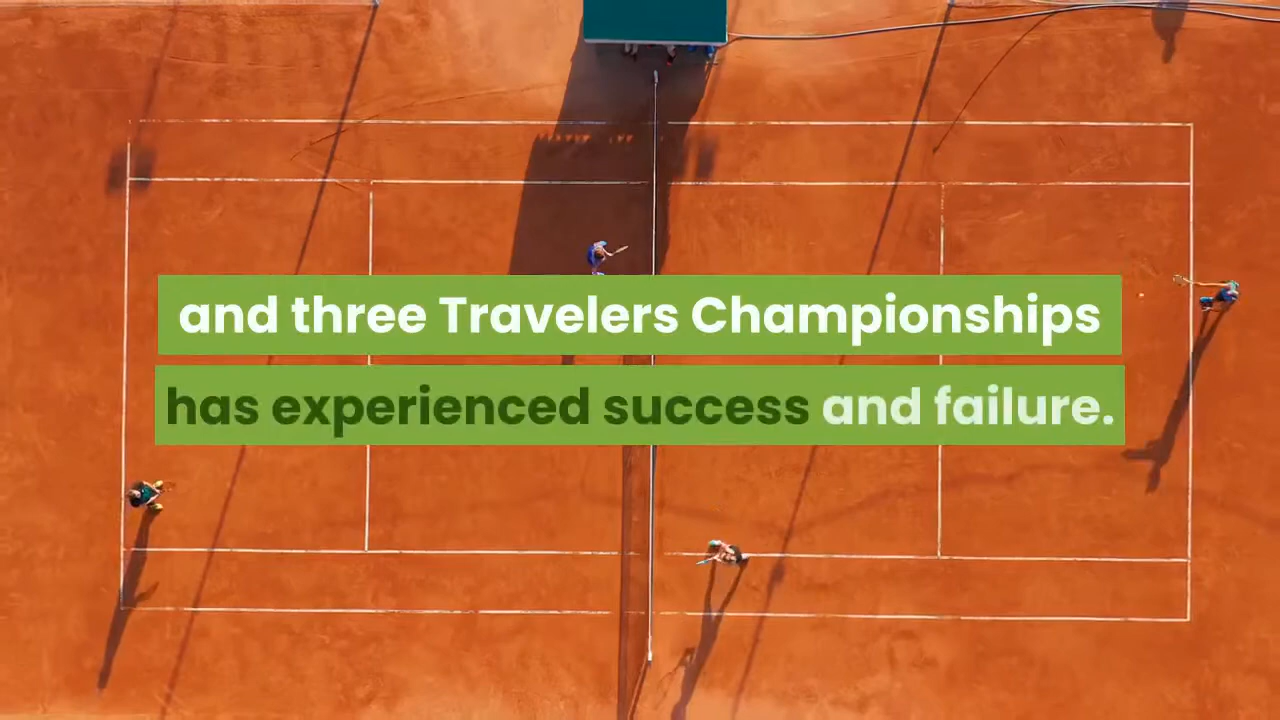 and three Travelers Championships
has experienced success and failure.